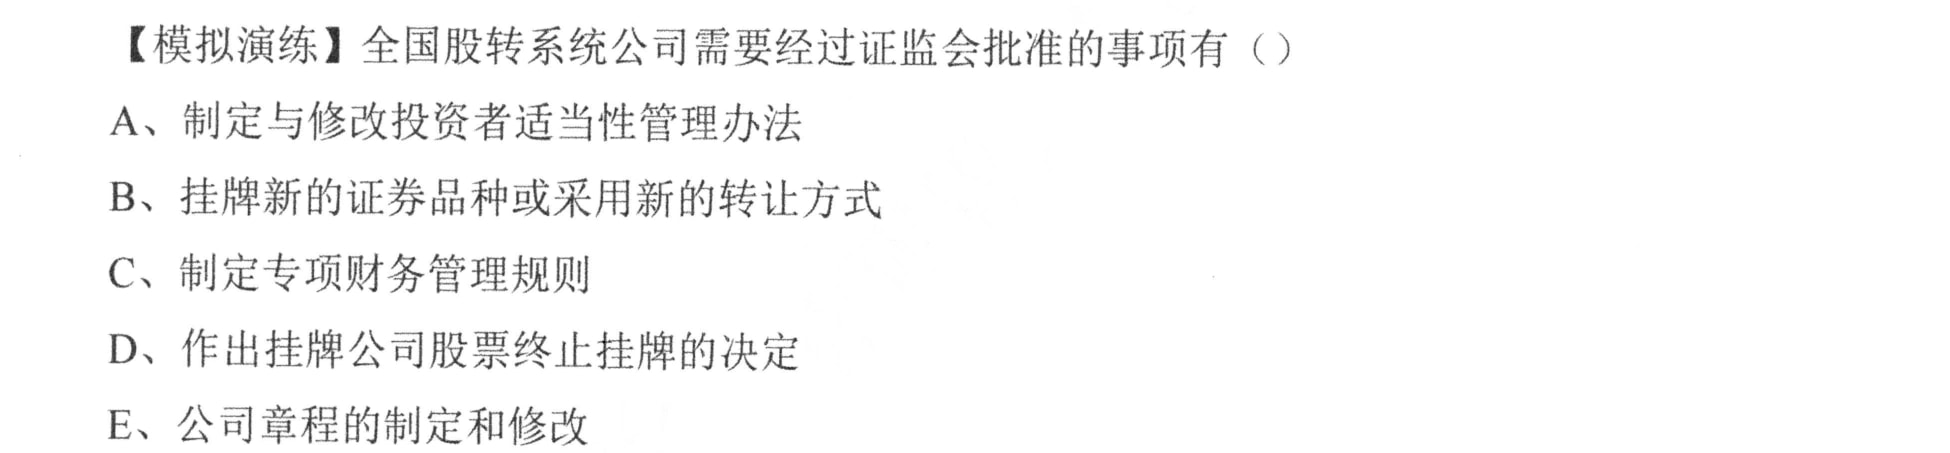 【模拟演练】全国股转系统公司需要经过证监会批准的事项有（）
A、制定与修改投资者适当性管理办法
B、挂牌新的证券品种或采用新的转让方式
C、制定专项财务管理规则
D、作出挂牌公司股票终止挂牌的决定
E、公司章程的制定和修改